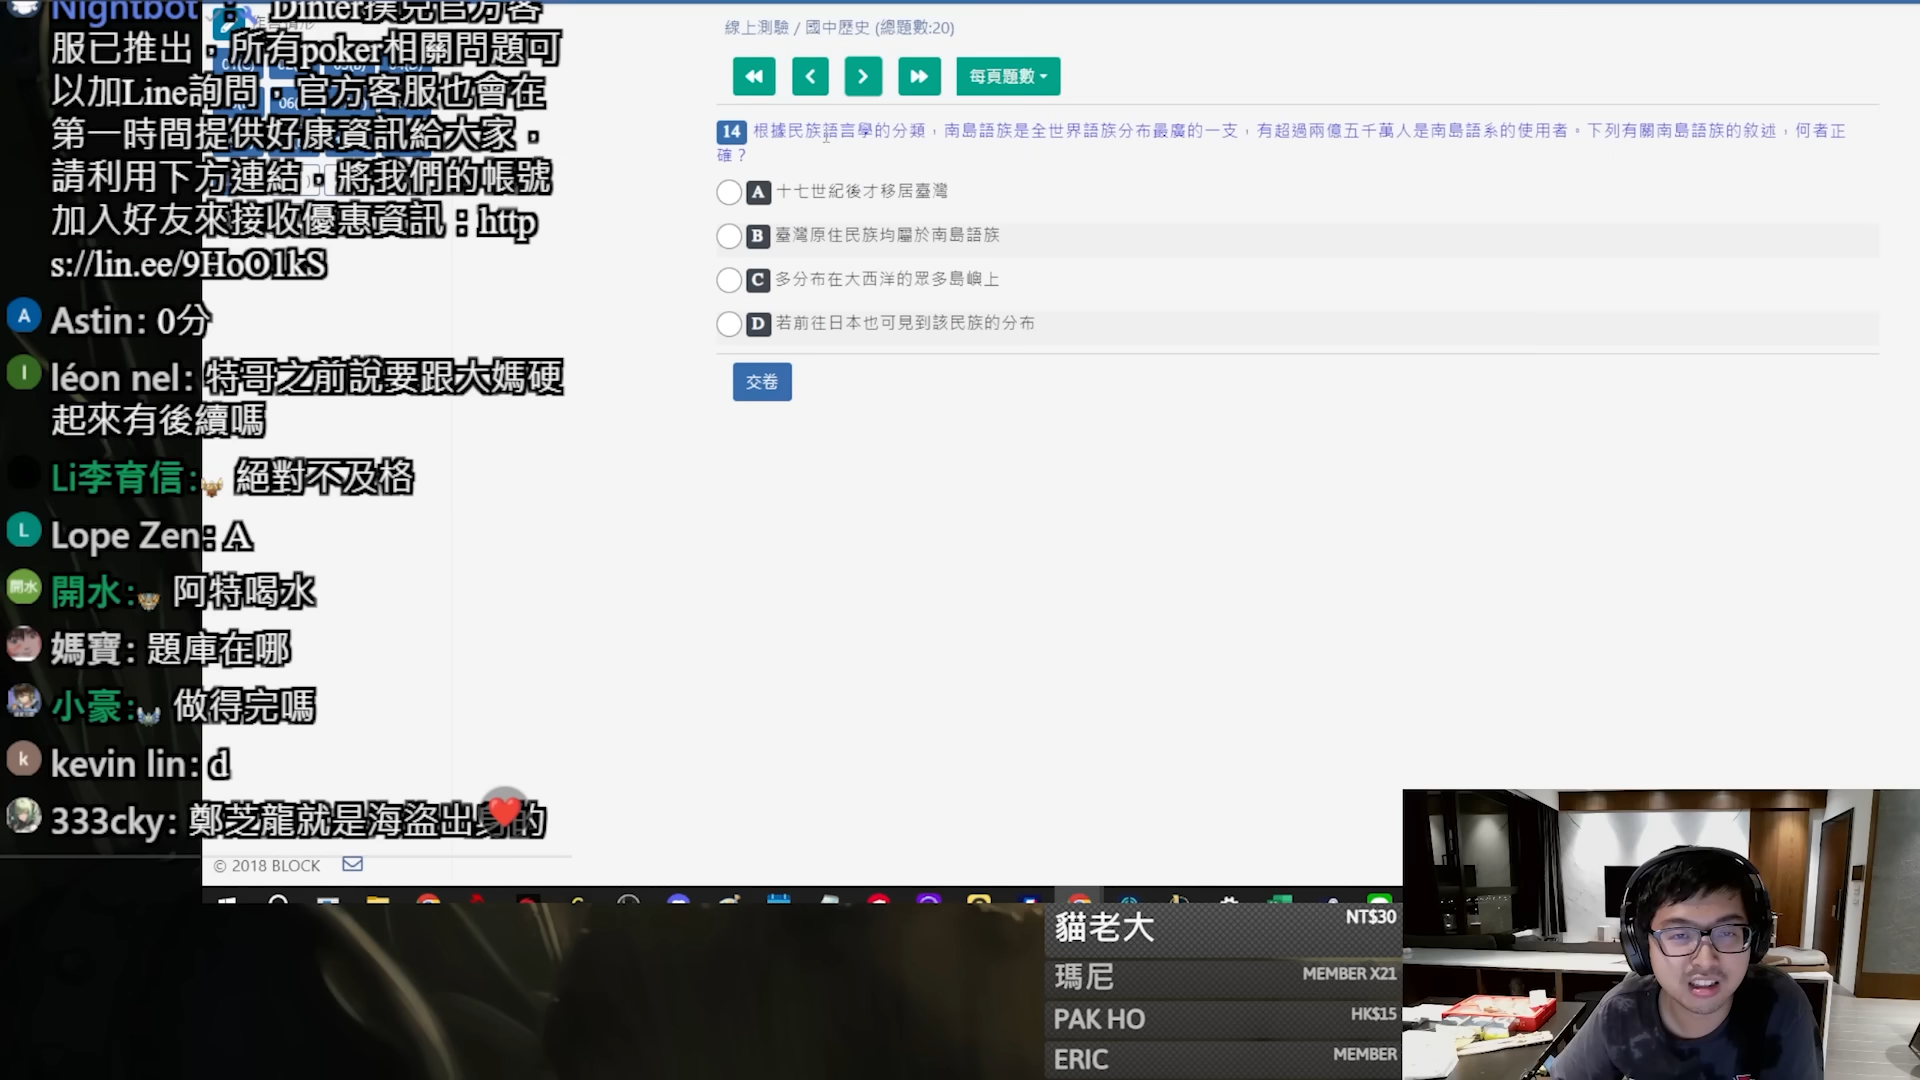 Nightbot: Dinter撲克官方客
服已推出，所有poker相關問題可
以加Line詢問，官方客服也會在
第一時間提供好康資訊給大家，
請利用下方連結，將我們的帳號
加入好友來接收優惠資訊：http
s://lin.ee/9HoO1kS
A Astin: 0分
l léon nel: 特哥之前說要跟大媽硬
起來有後續嗎
Li李育信: 絕對不及格
L Lope Zen: A
開水 開水: 阿特喝水
媽寶: 題庫在哪
小豪: 做得完嗎
k kevin lin: d
333cky: 鄭芝龍就是海盜出身的
© 2018 BLOCK
線上測驗 / 國中歷史 (總題數:20)
每頁題數
14 根據民族語言學的分類，南島語族是全世界語族分布最廣的一支，有超過兩億五千萬人是南島語系的使用者。下列有關南島語族的敘述，何者正
確？
A 十七世紀後才移居臺灣
B 臺灣原住民族均屬於南島語族
C 多分布在大西洋的眾多島嶼上
D 若前往日本也可見到該民族的分布
交卷
貓老大 NT$30
瑪尼 MEMBER X21
PAK HO HK$15
ERIC MEMBER